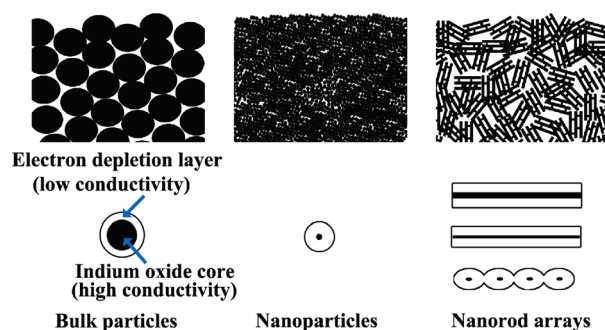 Electron depletion layer
(low conductivity)
Indium oxide core
(high conductivity)
Bulk particles
Nanoparticles
Nanorod arrays